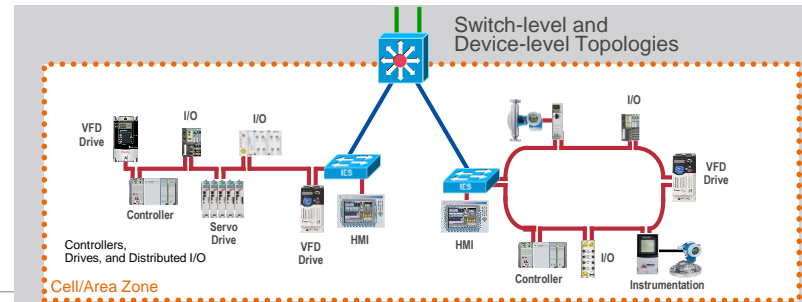 Switch-level and
Device-level Topologies
I/O
I/O
VFD
Drive
I/O
VFD
Drive
IES
IES
Controller
Servo
Drive
VFD
Drive
HMI
HMI
Controller
I/O
Instrumentation
Controllers,
Drives, and Distributed I/O
Cell/Area Zone